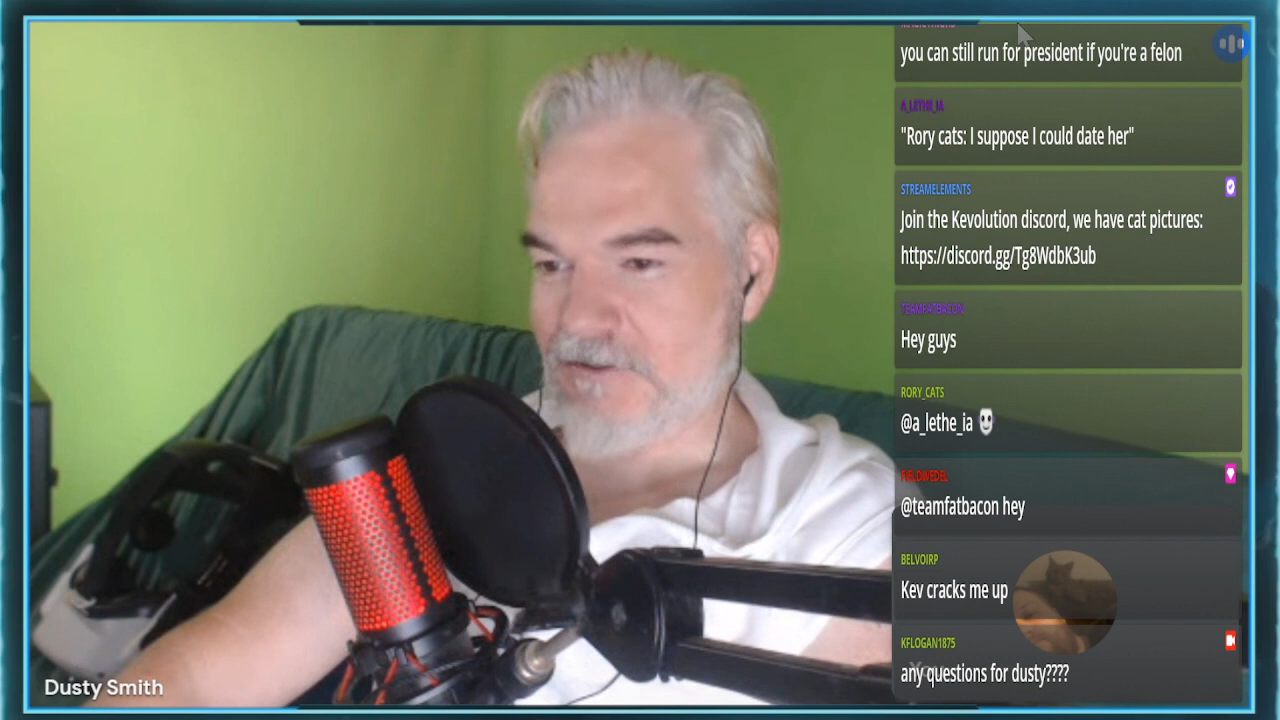 you can still run for president if you're a felon
A_LETHE_IA
"Rory cats: I suppose I could date her"
STREAMELEMENTS
Join the Kevolution discord, we have cat pictures:
https://discord.gg/Tg8WdbK3ub
TEAMFATBACON
Hey guys
RORY_CATS
@a_lethe_ia
FIELDWEDEL
@teamfatbacon hey
BELVOIRP
Kev cracks me up
KFLOGAN1875
any questions for dusty????
Dusty Smith